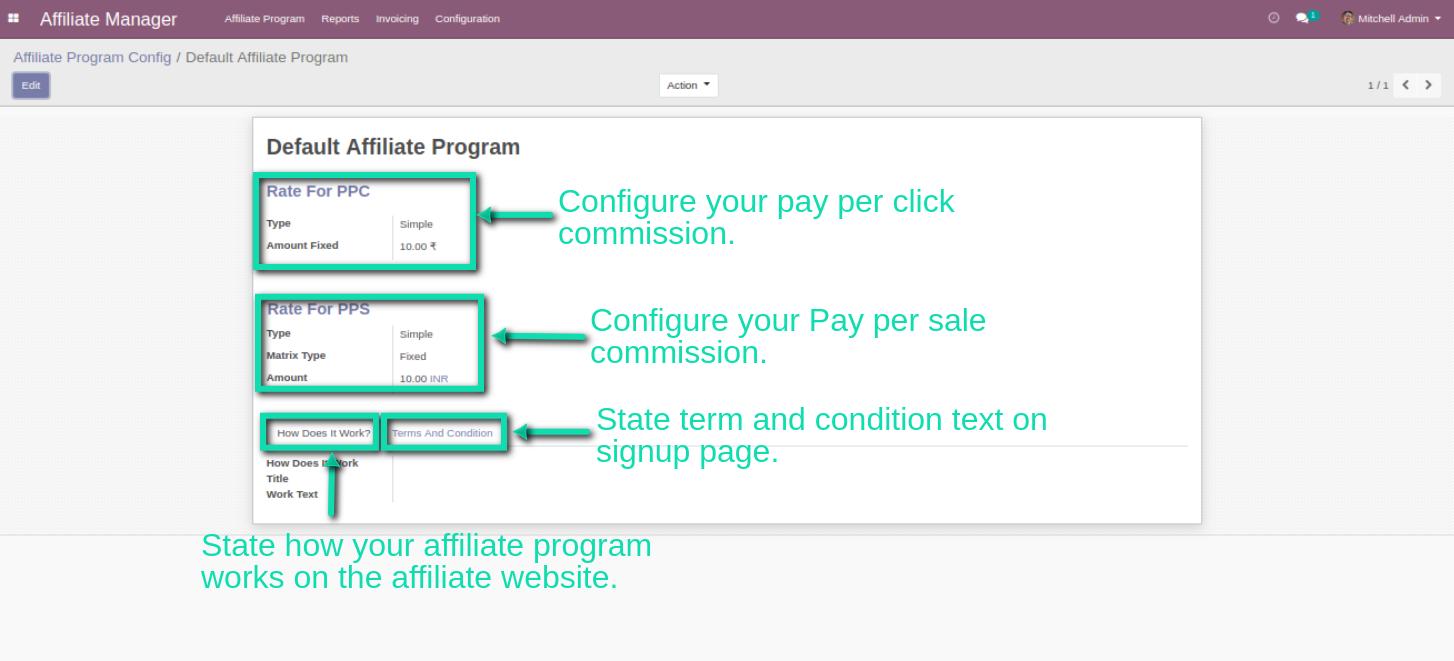 Affiliate Manager Affiliate Program Reports Invoicing Configuration 1 Mitchell Admin
Affiliate Program Config / Default Affiliate Program
Edit Action 1 / 1
Default Affiliate Program
Rate For PPC
Type Simple
Amount Fixed 10.00 ₹
Configure your pay per click
commission.
Rate For PPS
Type Simple
Matrix Type Fixed
Amount 10.00 INR
Configure your Pay per sale
commission.
How Does It Work? Terms And Condition
State term and condition text on
signup page.
How Does It Work
Title
Work Text
State how your affiliate program
works on the affiliate website.